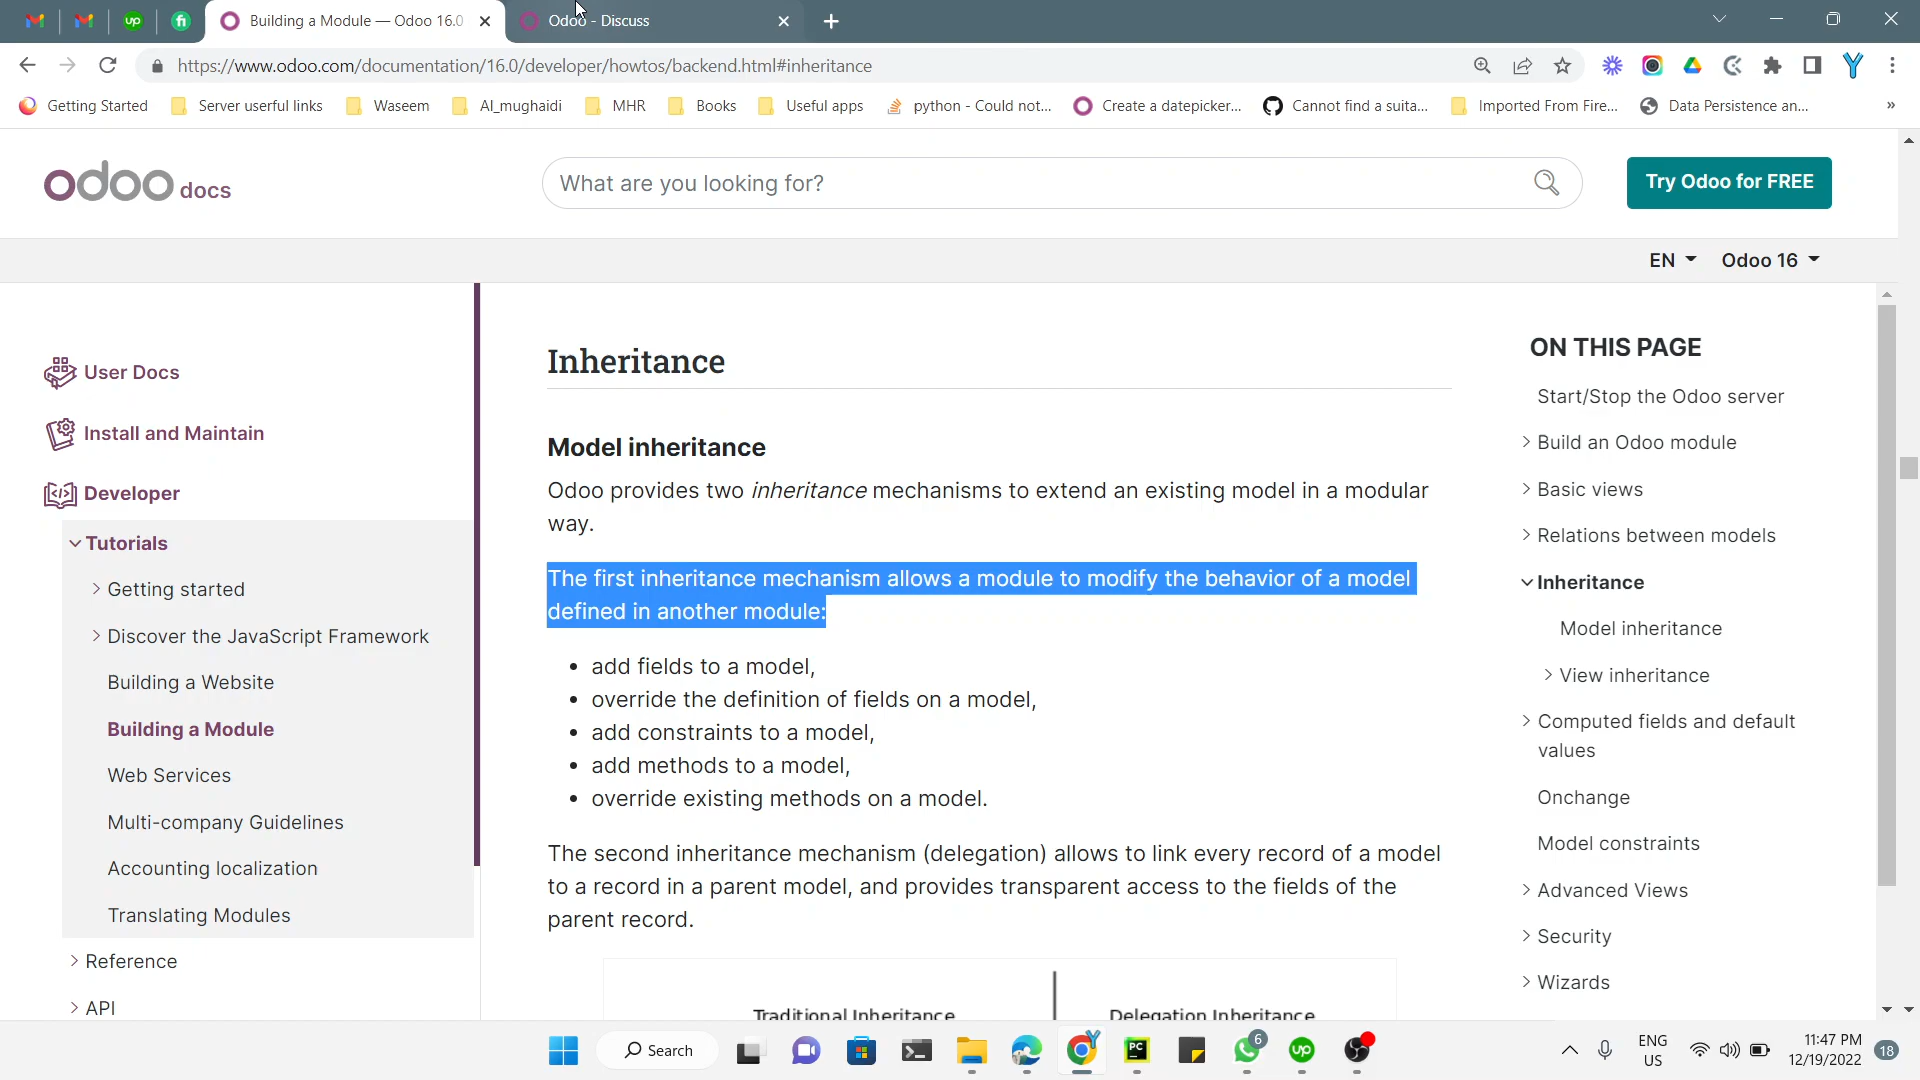 Building a Module — Odoo 16.0
Odoo - Discuss
https://www.odoo.com/documentation/16.0/developer/howtos/backend.html#inheritance
Getting Started
Server userful links
Waseem
Al_mughaidi
MHR
Books
Useful apps
python - Could not...
Create a datepicker...
Cannot find a suita...
Imported From Fire...
Data Persistence an...
»
odoo docs
What are you looking for?
Try Odoo for FREE
EN
Odoo 16
User Docs
Install and Maintain
Developer
Tutorials
Getting started
Discover the JavaScript Framework
Building a Website
Building a Module
Web Services
Multi-company Guidelines
Accounting localization
Translating Modules
Reference
API
Inheritance
Model inheritance
Odoo provides two inheritance mechanisms to extend an existing model in a modular
way.
The first inheritance mechanism allows a module to modify the behavior of a model
defined in another module:
• add fields to a model,
• override the definition of fields on a model,
• add constraints to a model,
• add methods to a model,
• override existing methods on a model.
The second inheritance mechanism (delegation) allows to link every record of a model
to a record in a parent model, and provides transparent access to the fields of the
parent record.
Traditional Inheritance
Delegation Inheritance
ON THIS PAGE
Start/Stop the Odoo server
Build an Odoo module
Basic views
Relations between models
Inheritance
Model inheritance
View inheritance
Computed fields and default
values
Onchange
Model constraints
Advanced Views
Security
Wizards
Search
PC
6
up
ENG
US
11:47 PM
12/19/2022
18